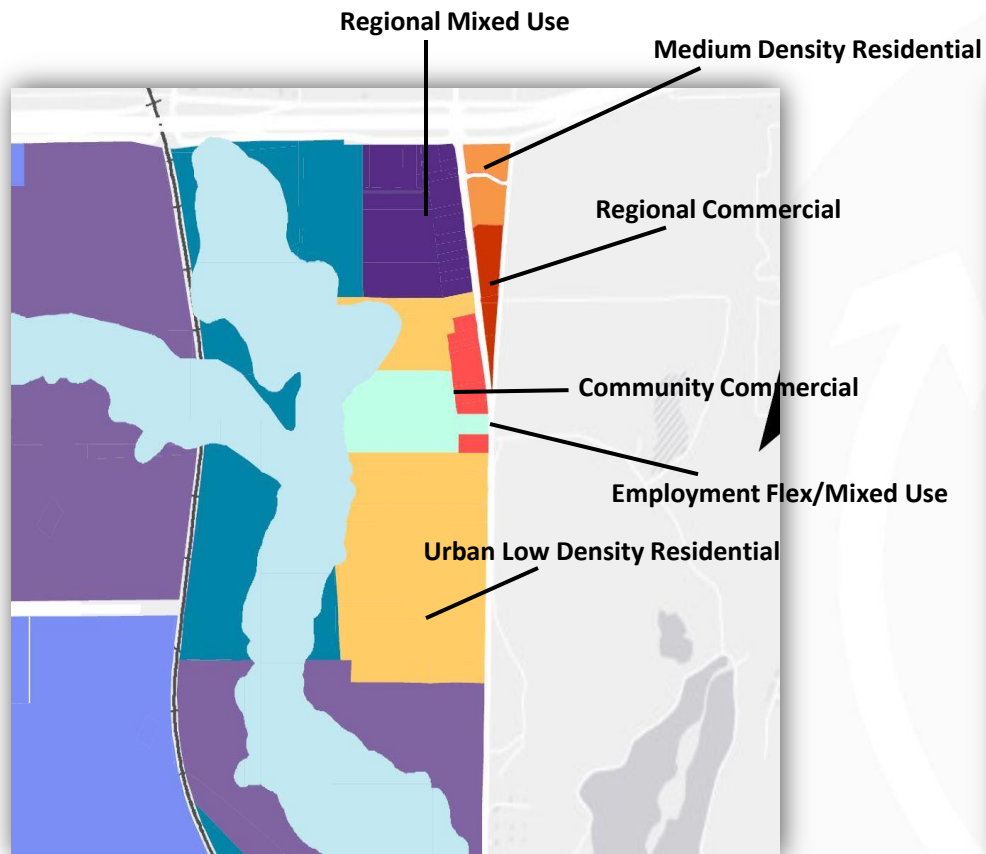 Regional Mixed Use
Medium Density Residential
Regional Commercial
Community Commercial
Employment Flex/Mixed Use
Urban Low Density Residential